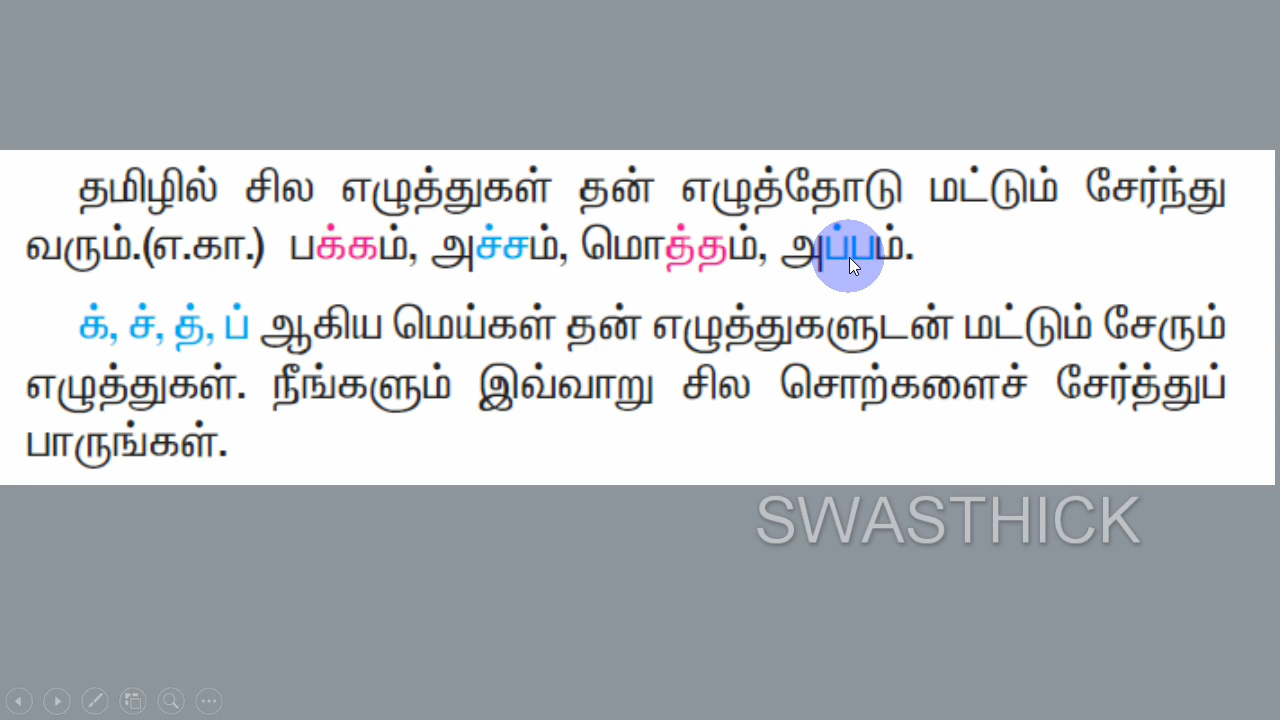 தமிழில் சில எழுத்துகள் தன் எழுத்தோடு மட்டும் சேர்ந்து
வரும்.(எ.கா.) பக்கம், அச்சம், மொத்தம், அப்பம்.
க், ச், த், ப் ஆகிய மெய்கள் தன் எழுத்துகளுடன் மட்டும் சேரும்
எழுத்துகள். நீங்களும் இவ்வாறு சில சொற்களைச் சேர்த்துப்
பாருங்கள்.
SWASTHICK